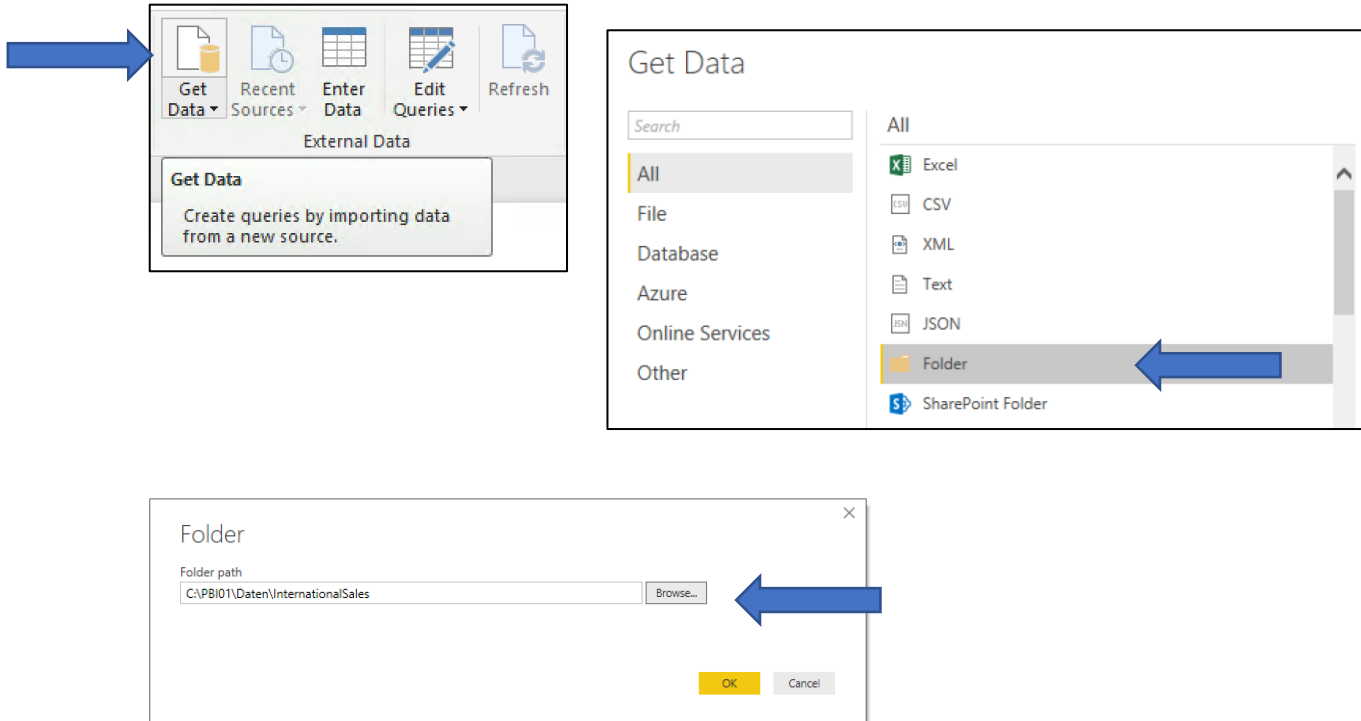 Get Data
Recent Sources
Enter Data
Edit Queries
Refresh
External Data
Get Data
Create queries by importing data
from a new source.
Get Data
Search
All
File
Database
Azure
Online Services
Other
All
Excel
CSV
XML
Text
JSON
Folder
SharePoint Folder
Folder
Folder path
C:\PBI01\Daten\InternationalSales
Browse...
OK Cancel